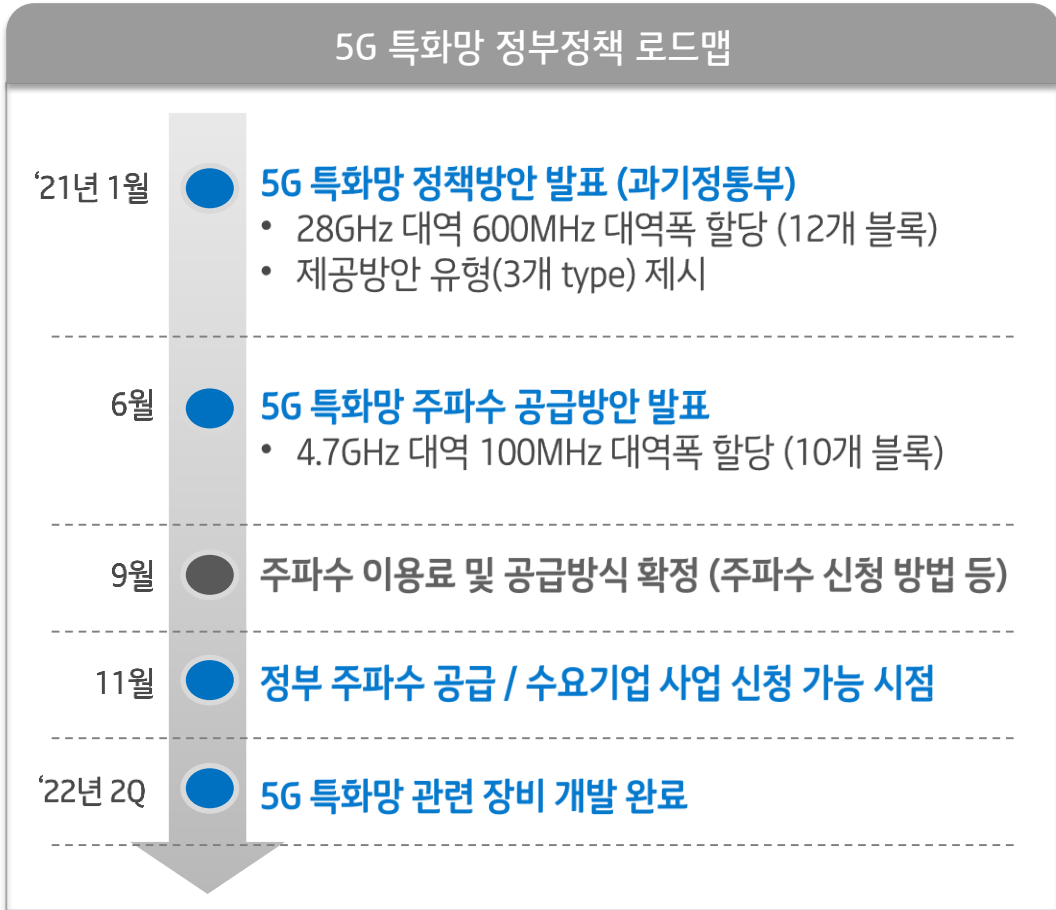 5G 특화망 정부정책 로드맵
‘21년 1월
5G 특화망 정책방안 발표 (과기정통부)
• 28GHz 대역 600MHz 대역폭 할당 (12개 블록)
• 제공방안 유형(3개 type) 제시
6월
5G 특화망 주파수 공급방안 발표
• 4.7GHz 대역 100MHz 대역폭 할당 (10개 블록)
9월
주파수 이용료 및 공급방식 확정 (주파수 신청 방법 등)
11월
정부 주파수 공급 / 수요기업 사업 신청 가능 시점
‘22년 2Q
5G 특화망 관련 장비 개발 완료